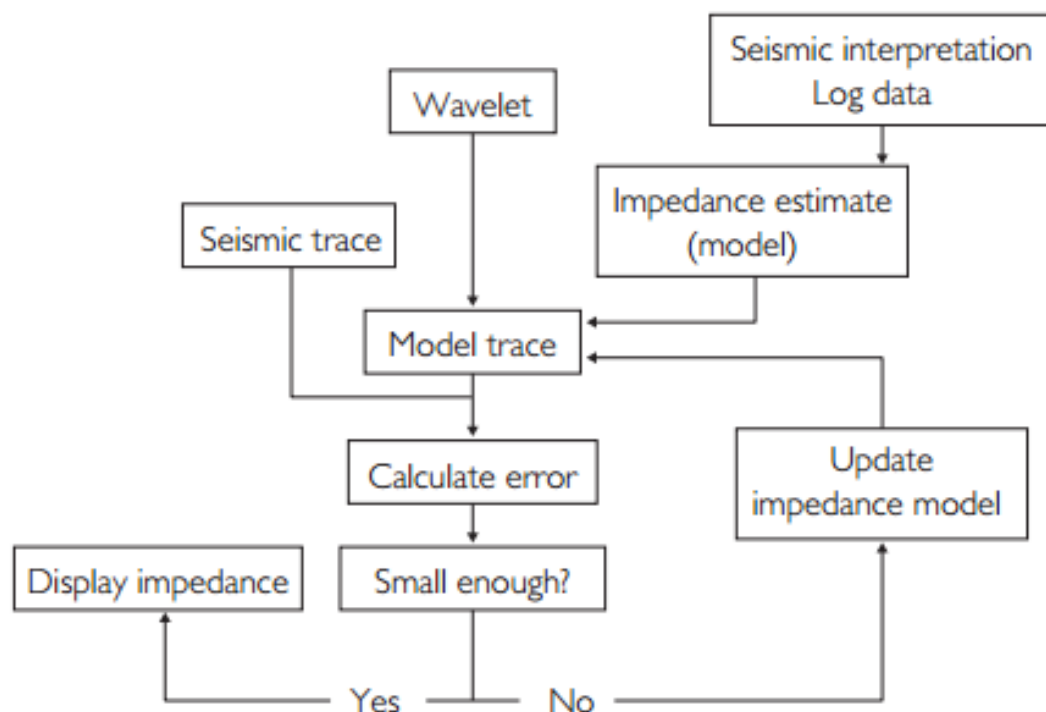 Seismic interpretation
Log data
Wavelet
Impedance estimate
(model)
Seismic trace
Model trace
Calculate error
Update
impedance model
Display impedance
Small enough?
Yes
No